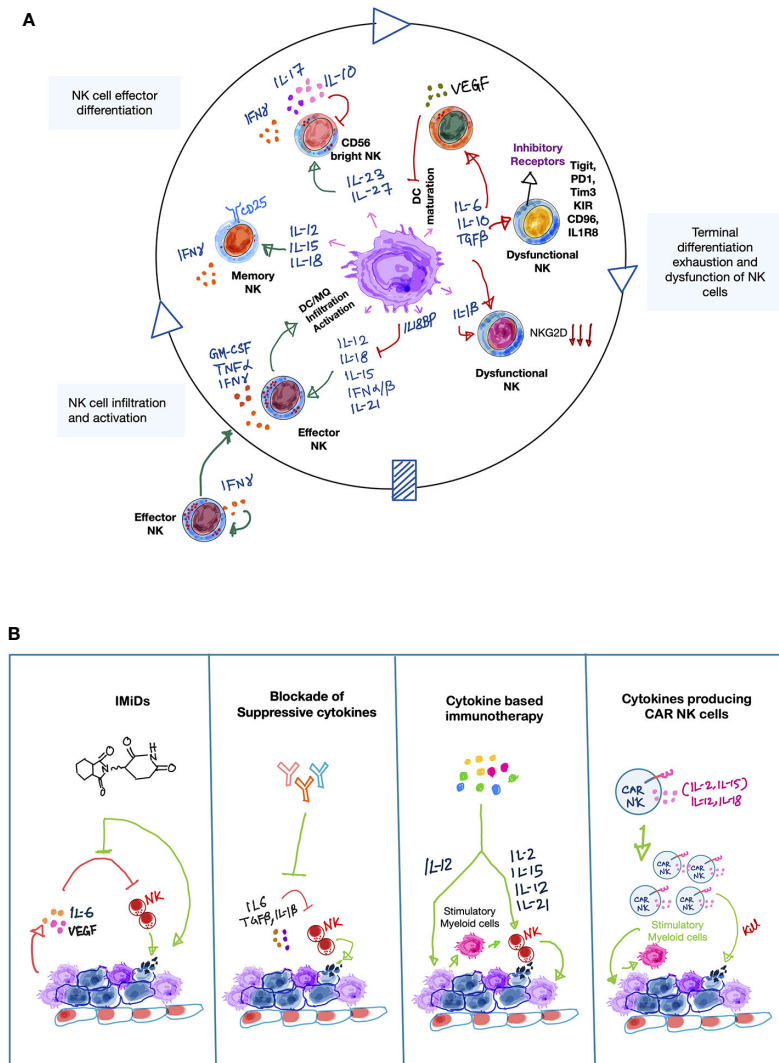 A
NK cell effector
differentiation
IL-17
IL-10
IFNγ
CD56
bright NK
IL-23
IL-27
VEGF
DC
maturation
Inhibitory
Receptors
Tigit,
PD1,
Tim3
KIR
CD96,
IL1R8
IL-6
IL-10
TGFβ
Dysfunctional
NK
Terminal
differentiation
exhaustion and
dysfunction of NK
cells
CD25
IFNγ
Memory
NK
IL-12
IL-15
IL-18
DC/MQ
Infiltration
Activation
IL18BP
IL1β
NKG2D
Dysfunctional
NK
GM-CSF
TNFα
IFNγ
IL-12
IL-18
IL-15
IFNα/β
IL-21
Effector
NK
NK cell infiltration
and activation
IFNγ
Effector
NK
B
IMiDs
O
H
N
O
N
O
O
IL-6
VEGF
NK
Blockade of
Suppressive cytokines
IL6
TGFβ, IL-1β
NK
Cytokine based
immunotherapy
IL-12
IL-2
IL-15
IL-12
IL-21
Stimulatory
Myeloid cells
NK
Cytokines producing
CAR NK cells
CAR
NK
(IL-2, IL-15)
IL-12, IL-18
CAR
NK
CAR
NK
CAR
NK
CAR
NK
Stimulatory
Myeloid cells
Kill